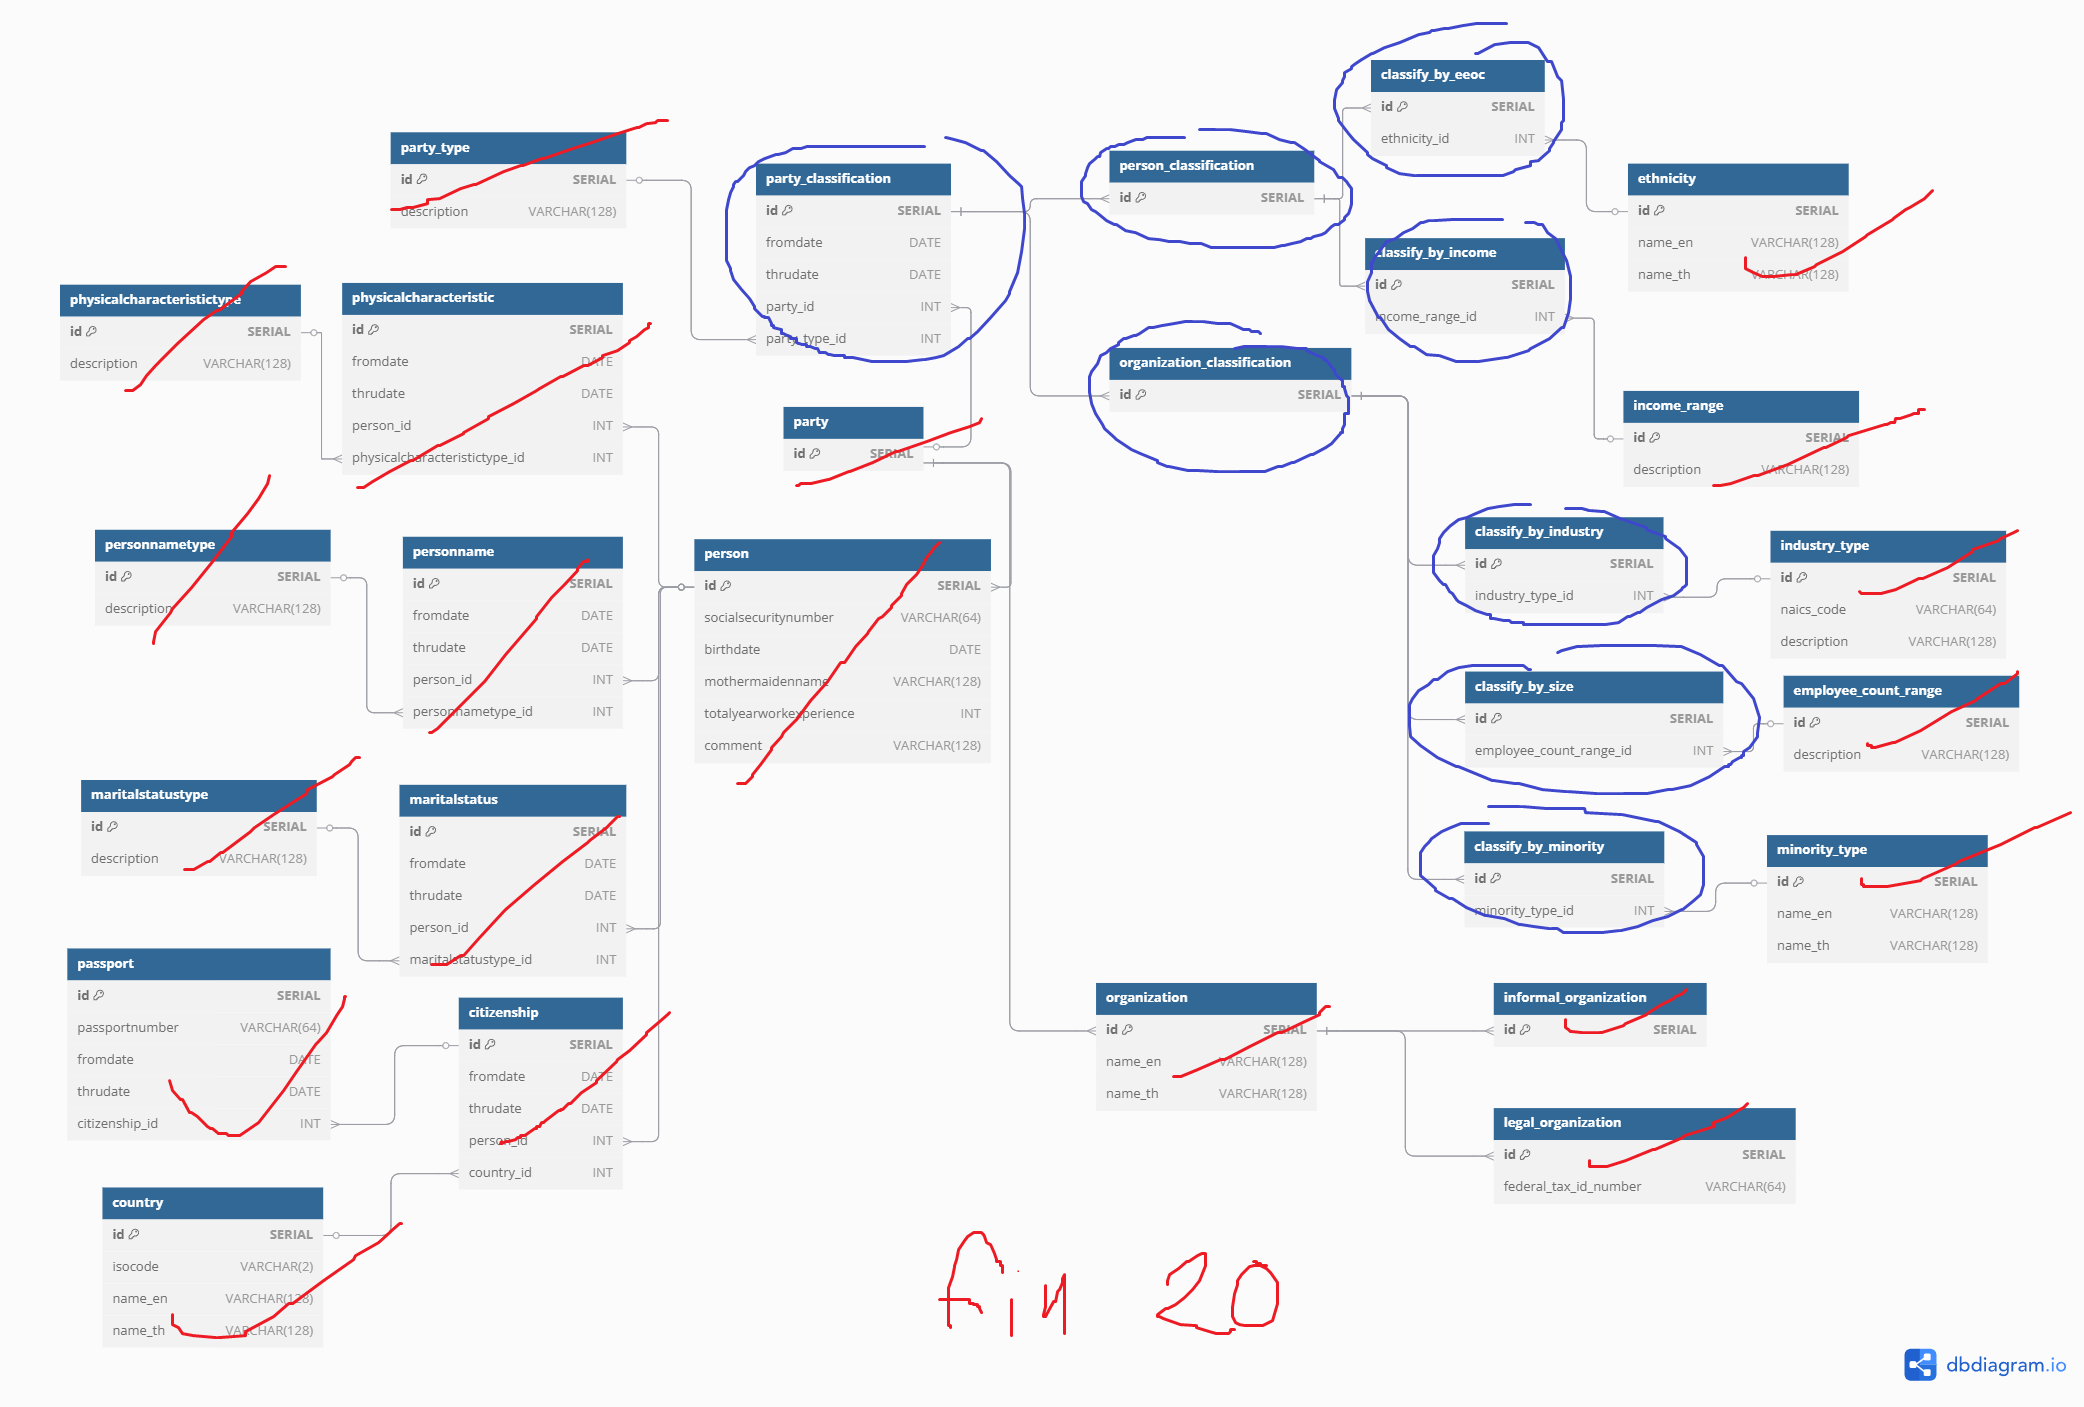 party_type
id SERIAL
description VARCHAR(128)
physicalcharacteristictype
id SERIAL
description VARCHAR(128)
physicalcharacteristic
id SERIAL
fromdate DATE
thrudate DATE
person_id INT
physicalcharacteristictype_id INT
personnametype
id SERIAL
description VARCHAR(128)
personname
id SERIAL
fromdate DATE
thrudate DATE
person_id INT
personnametype_id INT
maritalstatustype
id SERIAL
description VARCHAR(128)
maritalstatus
id SERIAL
fromdate DATE
thrudate DATE
person_id INT
maritalstatustype_id INT
passport
id SERIAL
passportnumber VARCHAR(64)
fromdate DATE
thrudate DATE
citizenship_id INT
citizenship
id SERIAL
fromdate DATE
thrudate DATE
person_id INT
country_id INT
country
id SERIAL
isocode VARCHAR(2)
name_en VARCHAR(128)
name_th VARCHAR(128)
party_classification
id SERIAL
fromdate DATE
thrudate DATE
party_id INT
party_type_id INT
party
id SERIAL
person
id SERIAL
socialsecuritynumber VARCHAR(64)
birthdate DATE
mothermaidenname VARCHAR(128)
totalyearworkexperience INT
comment VARCHAR(128)
person_classification
id SERIAL
organization_classification
id SERIAL
classify_by_eeoc
id SERIAL
ethnicity_id INT
classify_by_income
id SERIAL
income_range_id INT
ethnicity
id SERIAL
name_en VARCHAR(128)
name_th VARCHAR(128)
income_range
id SERIAL
description VARCHAR(128)
classify_by_industry
id SERIAL
industry_type_id INT
industry_type
id SERIAL
naics_code VARCHAR(64)
description VARCHAR(128)
classify_by_size
id SERIAL
employee_count_range_id INT
employee_count_range
id SERIAL
description VARCHAR(128)
classify_by_minority
id SERIAL
minority_type_id INT
minority_type
id SERIAL
name_en VARCHAR(128)
name_th VARCHAR(128)
organization
id SERIAL
name_en VARCHAR(128)
name_th VARCHAR(128)
informal_organization
id SERIAL
legal_organization
id SERIAL
federal_tax_id_number VARCHAR(64)
fin 20
dbdiagram.io